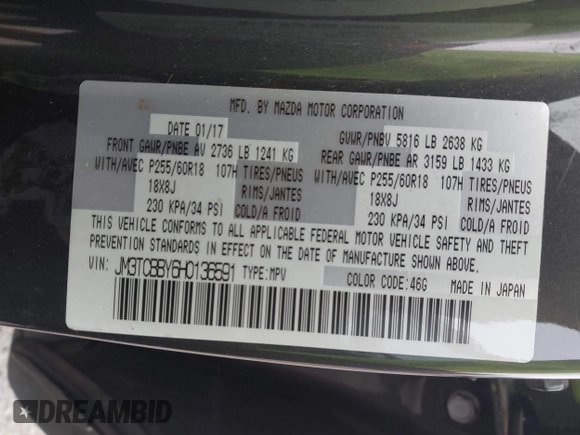 MFD. BY MAZDA MOTOR CORPORATION
DATE 01/17 GVWR/PNBV 5816 LB 2638 KG
FRONT GAWR/PNBE AV 2736 LB 1241 KG REAR GAWR/PNBE AR 3159 LB 1433 KG
WITH/AVEC P255/60R18 107H TIRES/PNEUS WITH/AVEC P255/60R18 107H TIRES/PNEUS
18X8J RIMS/JANTES 18X8J RIMS/JANTES
230 KPA/34 PSI COLD/A FROID 230 KPA/34 PSI COLD/A FROID
THIS VEHICLE CONFORMS TO ALL APPLICABLE FEDERAL MOTOR VEHICLE SAFETY AND THEFT
PREVENTION STANDARDS IN EFFECT ON THE DATE OF MANUFACTURE SHOWN ABOVE.
VIN: JM3TCBBY6H0136591 TYPE:MPV COLOR CODE:46G MADE IN JAPAN
DREAMBID